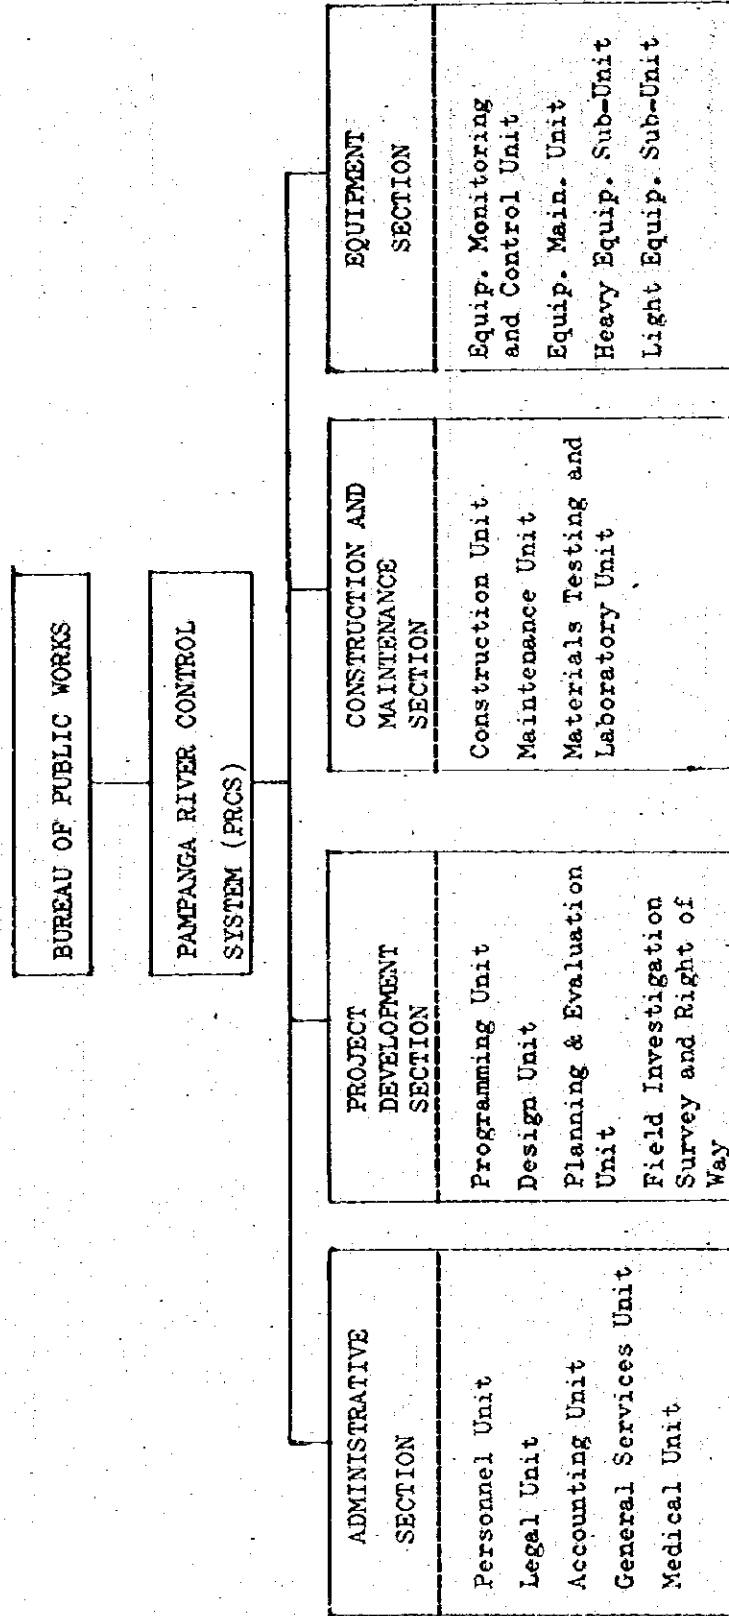 BUREAU OF PUBLIC WORKS
PAMPANGA RIVER CONTROL
SYSTEM (PRCS)
ADMINISTRATIVE
SECTION
Personnel Unit
Legal Unit
Accounting Unit
General Services Unit
Medical Unit
PROJECT
DEVELOPMENT
SECTION
Programming Unit
Design Unit
Planning & Evaluation
Unit
Field Investigation
Survey and Right of
Way
CONSTRUCTION AND
MAINTENANCE
SECTION
Construction Unit
Maintenance Unit
Materials Testing and
Laboratory Unit
EQUIPMENT
SECTION
Equip. Monitoring
and Control Unit
Equip. Main. Unit
Heavy Equip. Sub-Unit
Light Equip. Sub-Unit